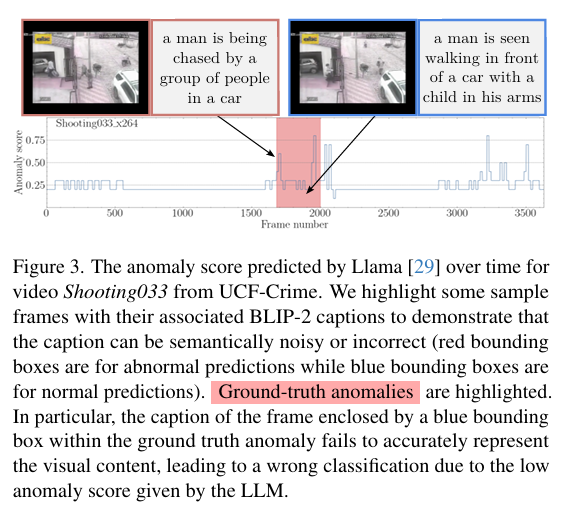 a man is being
chased by a
group of people
in a car
a man is seen
walking in front
of a car with a
child in his arms
Shooting033_x264
Anomaly score
0.75
0.50
0.25
0 500 1000 1500 2000 2500 3000 3500
Frame number
Figure 3. The anomaly score predicted by Llama [29] over time for
video Shooting033 from UCF-Crime. We highlight some sample
frames with their associated BLIP-2 captions to demonstrate that
the caption can be semantically noisy or incorrect (red bounding
boxes are for abnormal predictions while blue bounding boxes are
for normal predictions). Ground-truth anomalies are highlighted.
In particular, the caption of the frame enclosed by a blue bounding
box within the ground truth anomaly fails to accurately represent
the visual content, leading to a wrong classification due to the low
anomaly score given by the LLM.